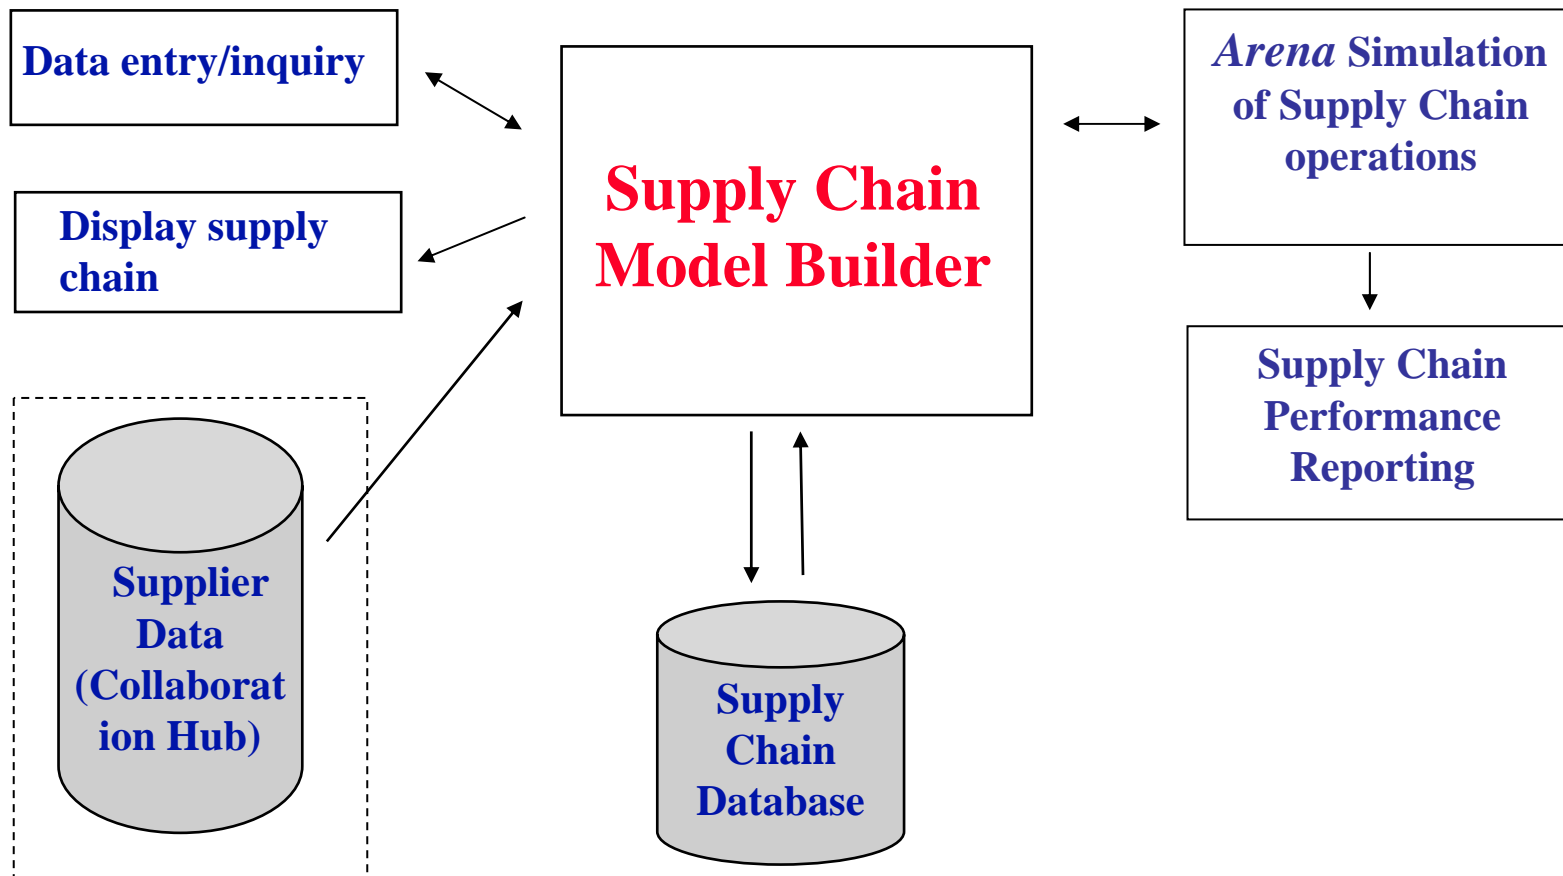 Data entry/inquiry
Display supply
chain
Supplier
Data
(Collaborat
ion Hub)
Supply Chain
Model Builder
Supply
Chain
Database
Arena Simulation
of Supply Chain
operations
Supply Chain
Performance
Reporting